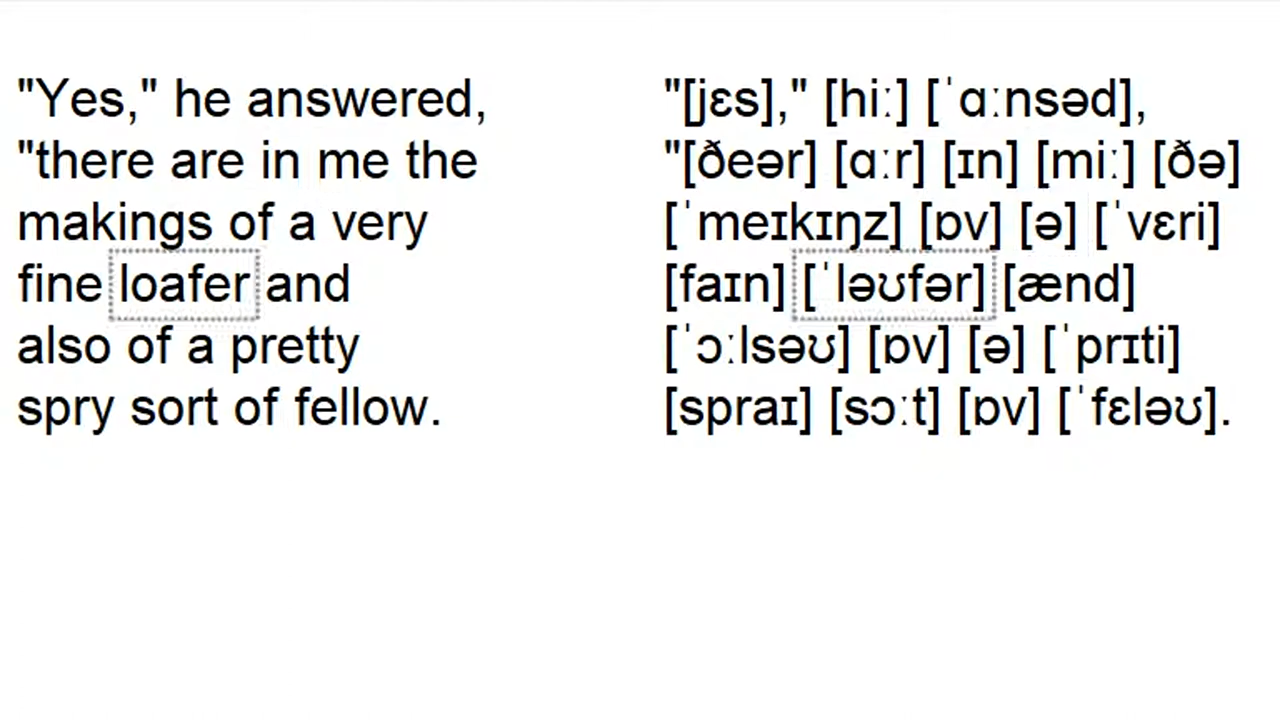 "Yes," he answered,
"there are in me the
makings of a very
fine loafer and
also of a pretty
spry sort of fellow.
"[jɛs]," [hiː] [ˈɑːnsəd],
"[ðeər] [ɑːr] [ɪn] [miː] [ðə]
[ˈmeɪkɪŋz] [ɒv] [ə] [ˈvɛri]
[faɪn] [ˈləʊfər] [ænd]
[ˈɔːlsəʊ] [ɒv] [ə] [ˈprɪti]
[spraɪ] [sɔːt] [ɒv] [ˈfɛləʊ].